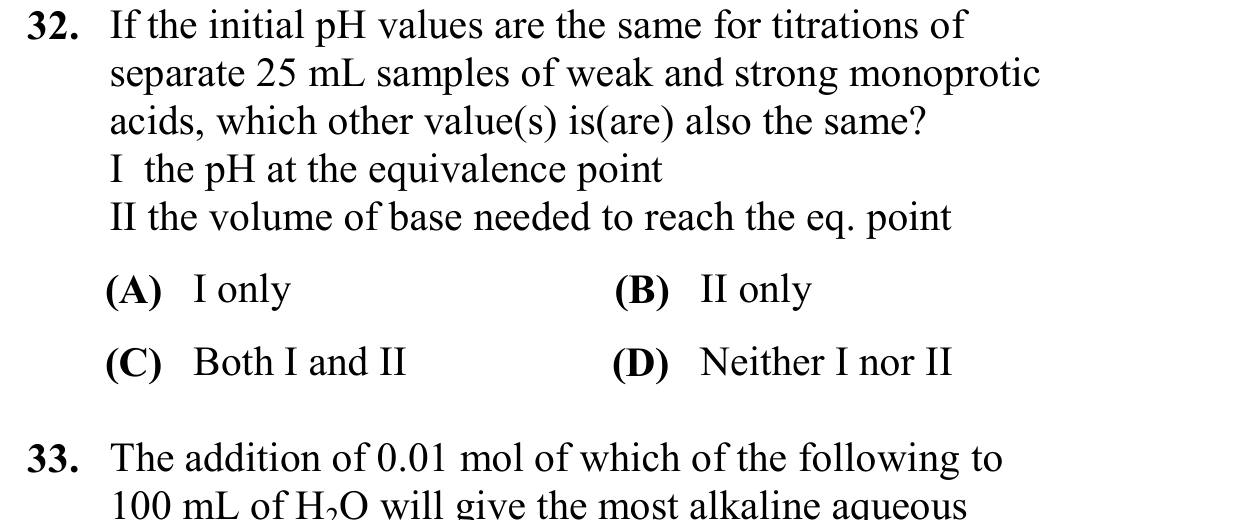 32. If the initial pH values are the same for titrations of
separate 25 mL samples of weak and strong monoprotic
acids, which other value(s) is(are) also the same?
I the pH at the equivalence point
II the volume of base needed to reach the eq. point
(A) I only (B) II only
(C) Both I and II (D) Neither I nor II
33. The addition of 0.01 mol of which of the following to
100 mL of H₂O will give the most alkaline aqueous